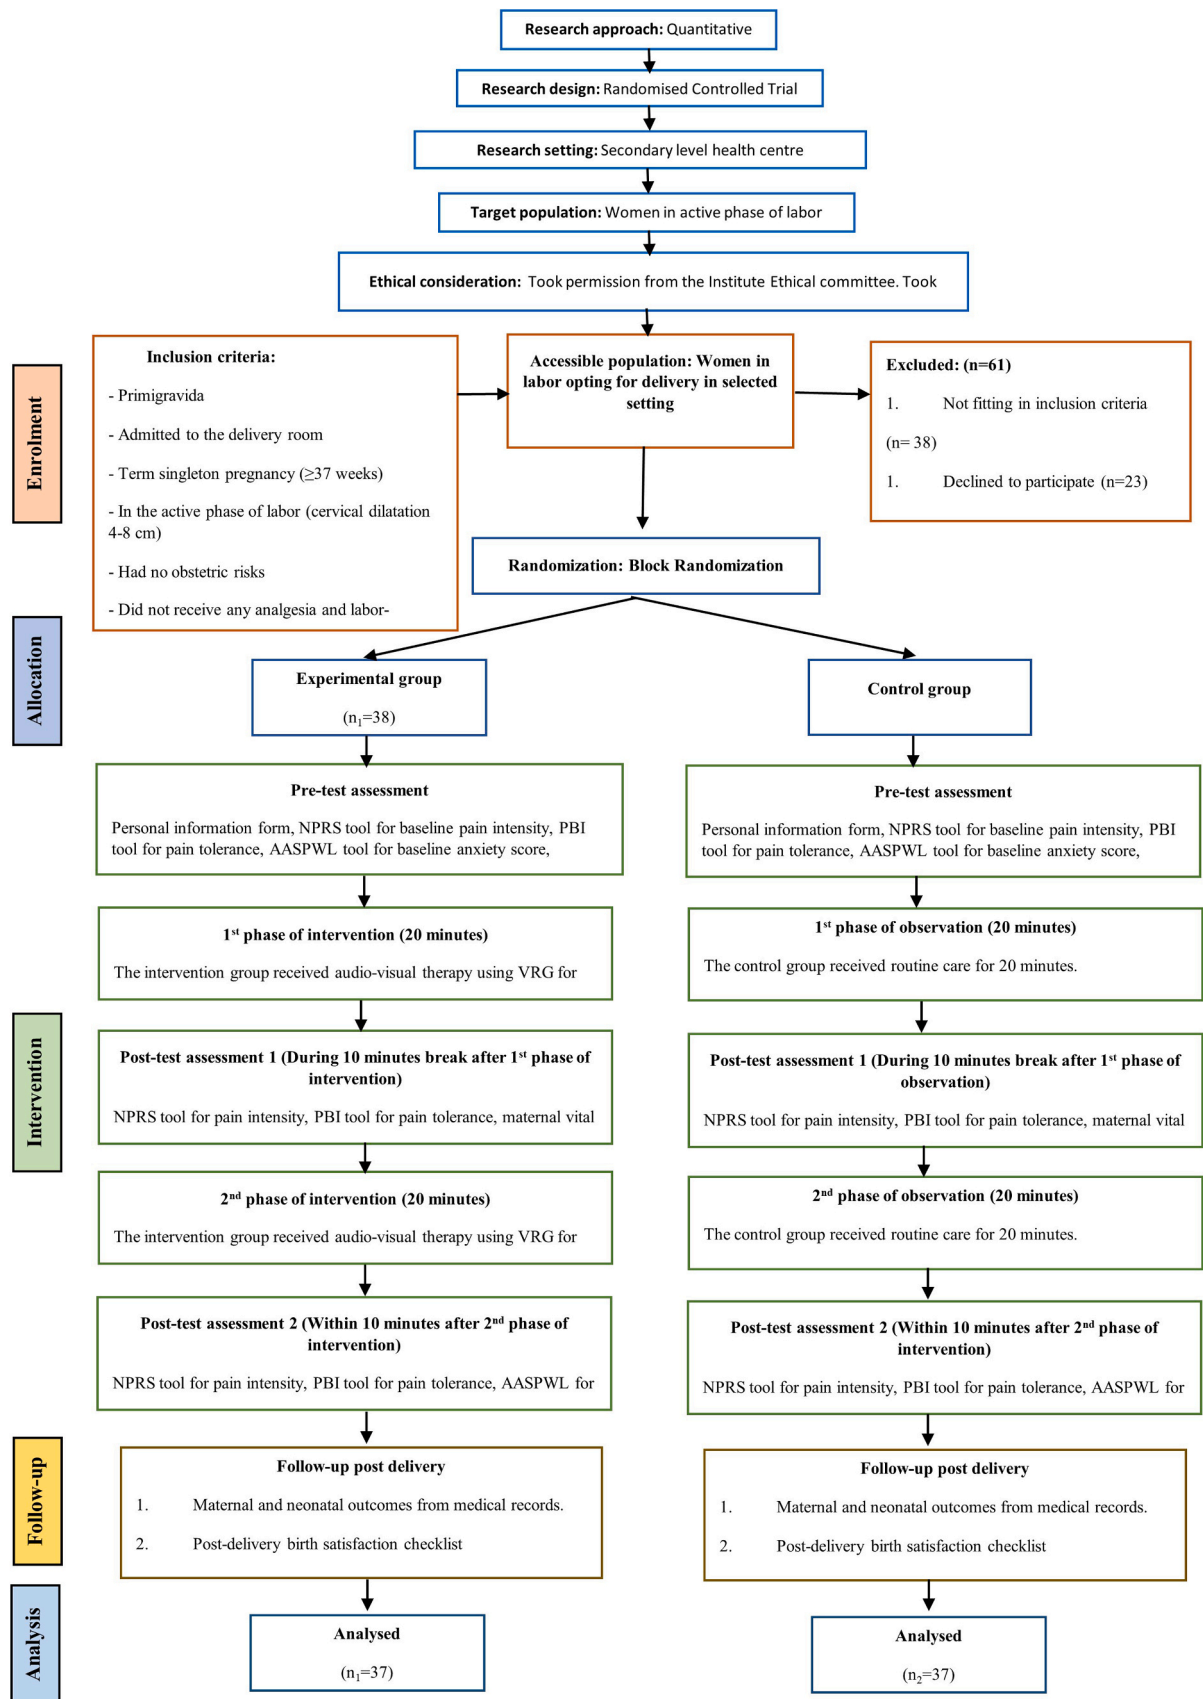 Research approach: Quantitative
Research design: Randomised Controlled Trial
Research setting: Secondary level health centre
Target population: Women in active phase of labor
Ethical consideration: Took permission from the Institute Ethical committee. Took
Enrolment
Inclusion criteria:
- Primigravida
- Admitted to the delivery room
- Term singleton pregnancy (≥37 weeks)
- In the active phase of labor (cervical dilatation
4-8 cm)
- Had no obstetric risks
- Did not receive any analgesia and labor-
Accessible population: Women in
labor opting for delivery in selected
setting
Excluded: (n=61)
1. Not fitting in inclusion criteria
(n= 38)
1. Declined to participate (n=23)
Randomization: Block Randomization
Allocation
Experimental group
(n₁=38)
Control group
Intervention
Pre-test assessment
Personal information form, NPRS tool for baseline pain intensity, PBI
tool for pain tolerance, AASPWL tool for baseline anxiety score,
1st phase of intervention (20 minutes)
The intervention group received audio-visual therapy using VRG for
Post-test assessment 1 (During 10 minutes break after 1st phase of
intervention)
NPRS tool for pain intensity, PBI tool for pain tolerance, maternal vital
2nd phase of intervention (20 minutes)
The intervention group received audio-visual therapy using VRG for
Post-test assessment 2 (Within 10 minutes after 2nd phase of
intervention)
NPRS tool for pain intensity, PBI tool for pain tolerance, AASPWL for
Pre-test assessment
Personal information form, NPRS tool for baseline pain intensity, PBI
tool for pain tolerance, AASPWL tool for baseline anxiety score,
1st phase of observation (20 minutes)
The control group received routine care for 20 minutes.
Post-test assessment 1 (During 10 minutes break after 1st phase of
observation)
NPRS tool for pain intensity, PBI tool for pain tolerance, maternal vital
2nd phase of observation (20 minutes)
The control group received routine care for 20 minutes.
Post-test assessment 2 (Within 10 minutes after 2nd phase of
intervention)
NPRS tool for pain intensity, PBI tool for pain tolerance, AASPWL for
Follow-up
Follow-up post delivery
1. Maternal and neonatal outcomes from medical records.
2. Post-delivery birth satisfaction checklist
Follow-up post delivery
1. Maternal and neonatal outcomes from medical records.
2. Post-delivery birth satisfaction checklist
Analysis
Analysed
(n₁=37)
Analysed
(n₂=37)